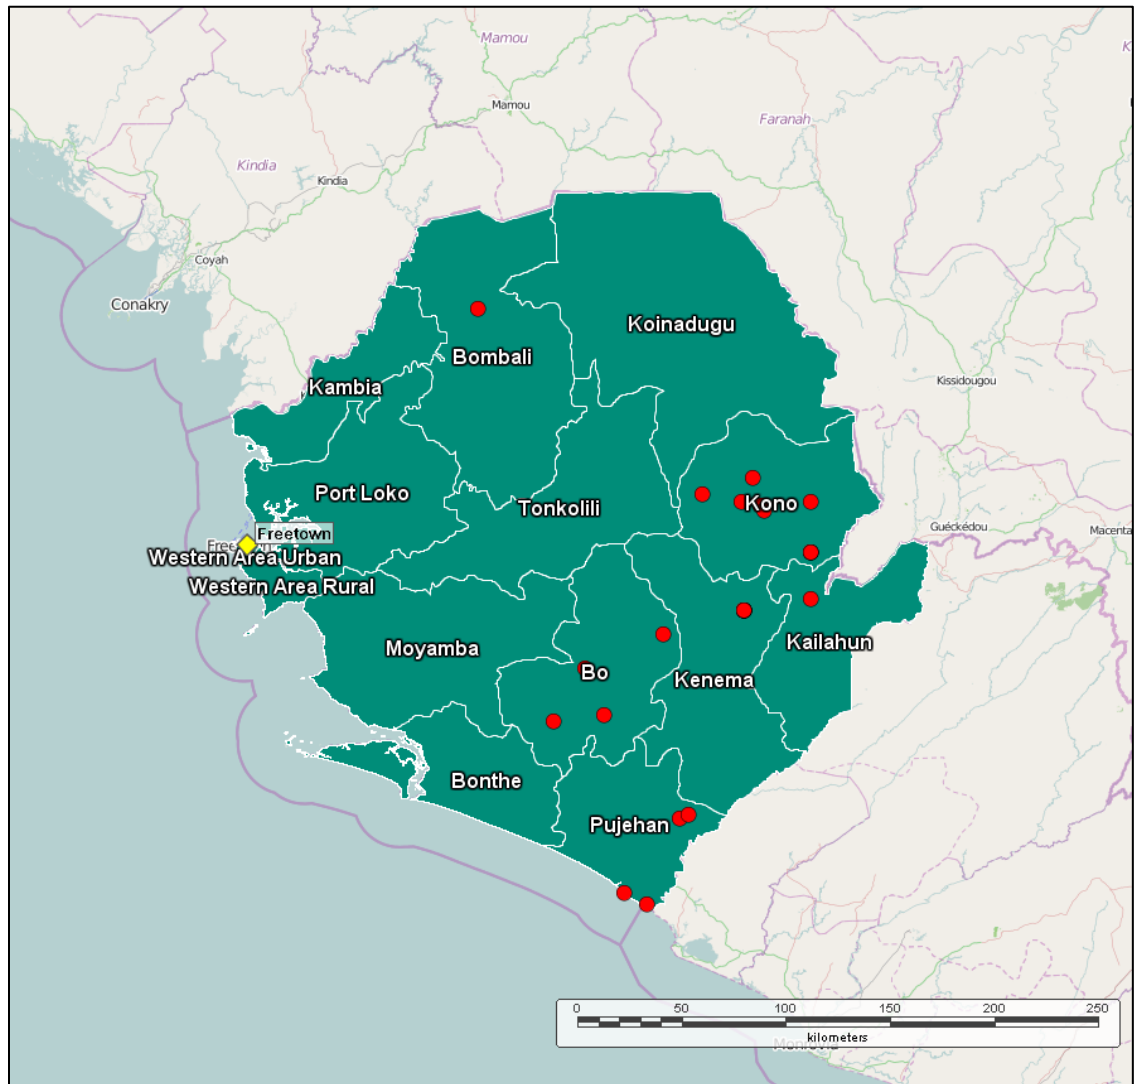 Mamou
Mamou
Faranah
Kindia
Kindia
Coyah
Conakry
Koinadugu
Bombali
Kissidougou
Kambia
Port Loko
Tonkolili
Kono
Guéckédou
Macenta
Freetown
Western Area Urban
Western Area Rural
Kailahun
Moyamba
Bo
Kenema
Bonthe
Pujehan
0 50 100 150 200 250
kilometers